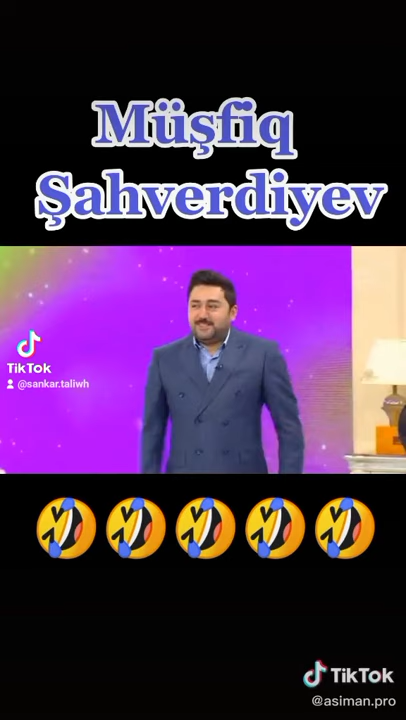 Müşfiq
Şahverdiyev
TikTok
@sankar.taliwh
TikTok
@asiman.pro